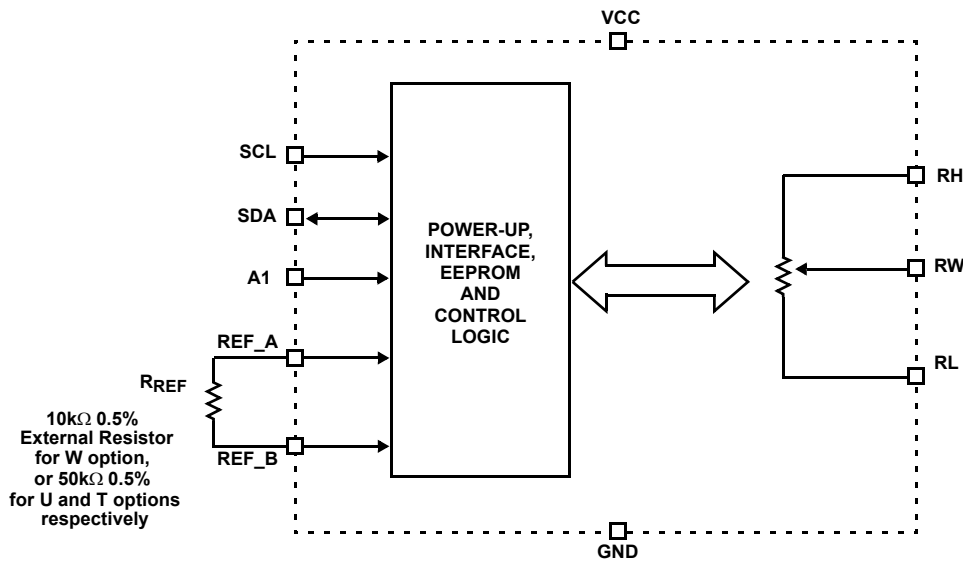 VCC
SCL
SDA
A1
REF_A
RREF
REF_B
10kΩ 0.5%
External Resistor
for W option,
or 50kΩ 0.5%
for U and T options
respectively
POWER-UP,
INTERFACE,
EEPROM
AND
CONTROL
LOGIC
RH
RW
RL
GND